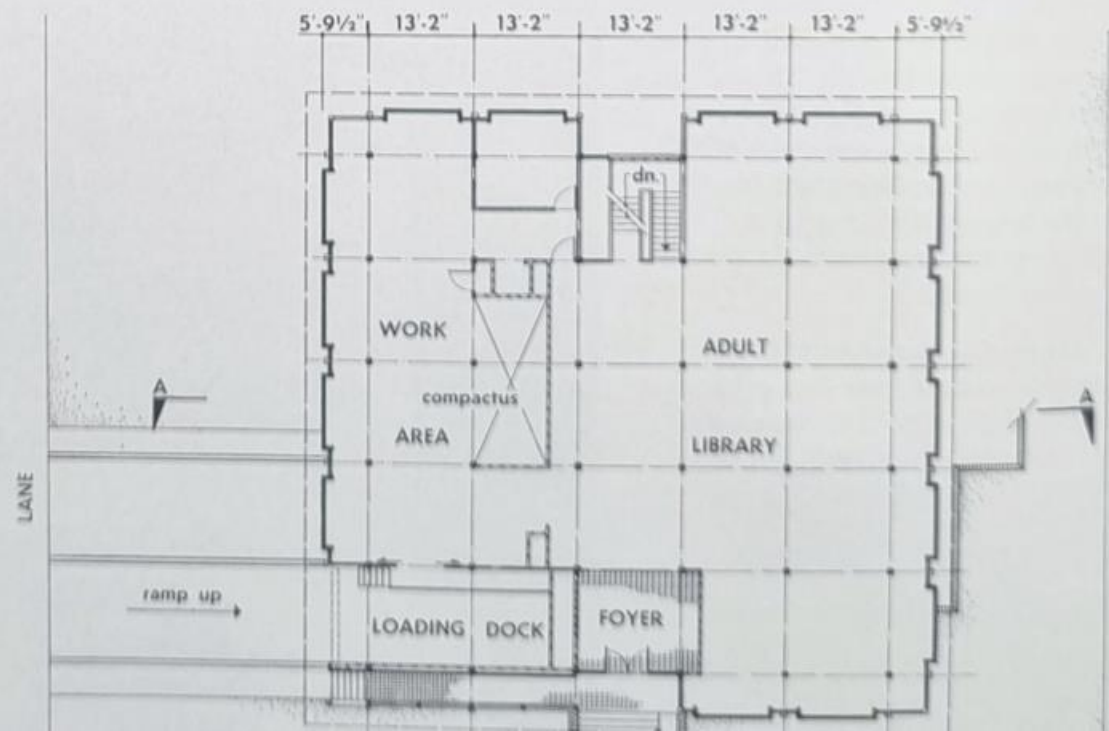 5'-9½" 13'-2" 13'-2" 13'-2" 13'-2" 13'-2" 5'-9½"
dn.
WORK
ADULT
compactus
A
A
AREA
LIBRARY
LANE
ramp up
LOADING DOCK
FOYER